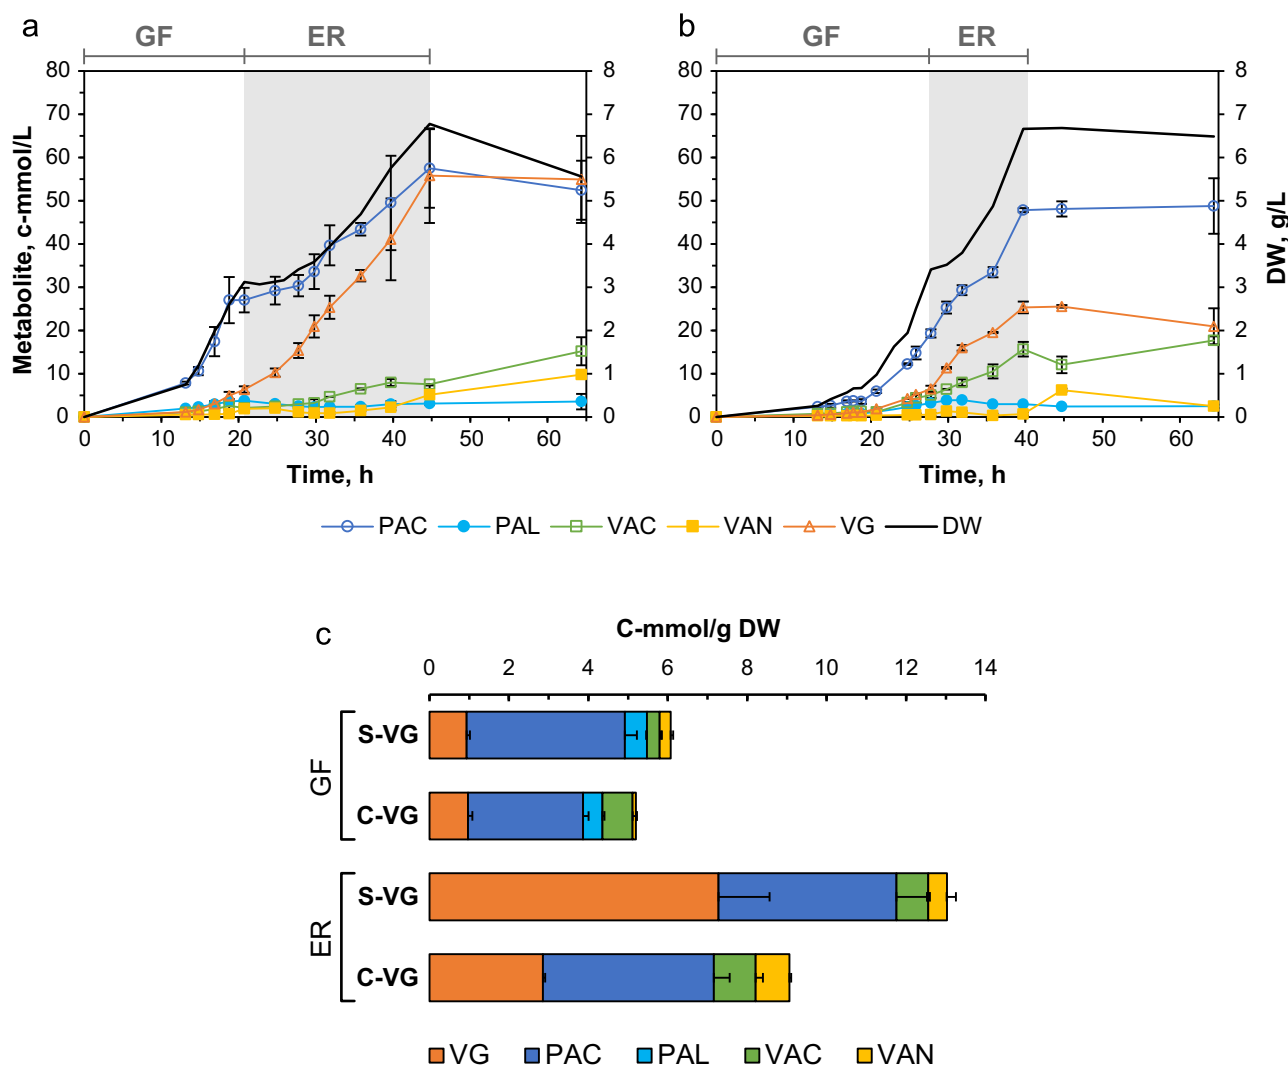 a
GF
ER
b
GF
ER
80
70
60
50
40
30
20
10
0
Metabolite, c-mmol/L
8
7
6
5
4
3
2
1
0
0
20
30
40
60
Time, h
80
70
60
50
40
30
20
10
0
8
7
6
5
4
3
2
1
0
DW, g/L
0
10
20
30
40
50
60
Time, h
PAC PAL VAC VAN VG DW
c
C-mmol/g DW
0 2 4 6 8 10 12 14
GF
S-VG
C-VG
ER
S-VG
C-VG
VG PAC PAL VAC VAN